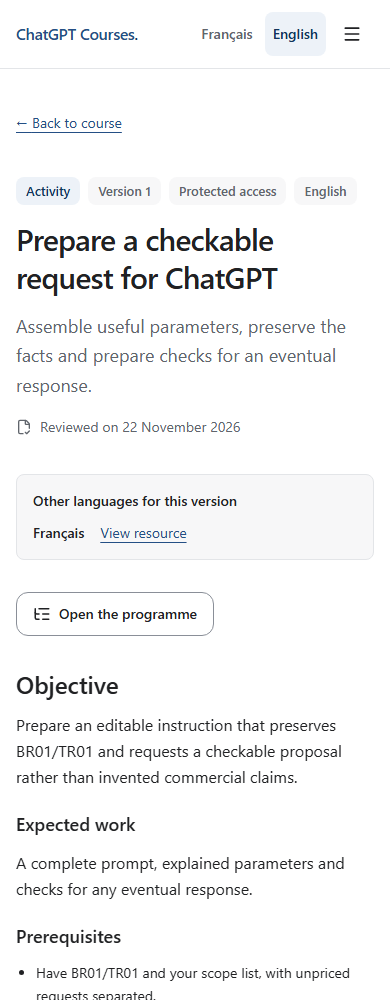 ChatGPT Courses.
Français
English
← Back to course
Activity
Version 1
Protected access
English
Prepare a checkable
request for ChatGPT
Assemble useful parameters, preserve the
facts and prepare checks for an eventual
response.
Reviewed on 22 November 2026
Other languages for this version
Français View resource
Open the programme
Objective
Prepare an editable instruction that preserves
BR01/TR01 and requests a checkable proposal
rather than invented commercial claims.
Expected work
A complete prompt, explained parameters and
checks for any eventual response.
Prerequisites
• Have BR01/TR01 and your scope list, with unpriced
requests separated.